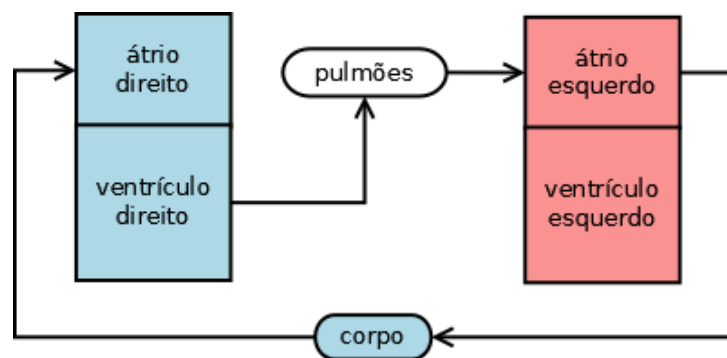 átrio
direito
ventrículo
direito
pulmões
átrio
esquerdo
ventrículo
esquerdo
corpo